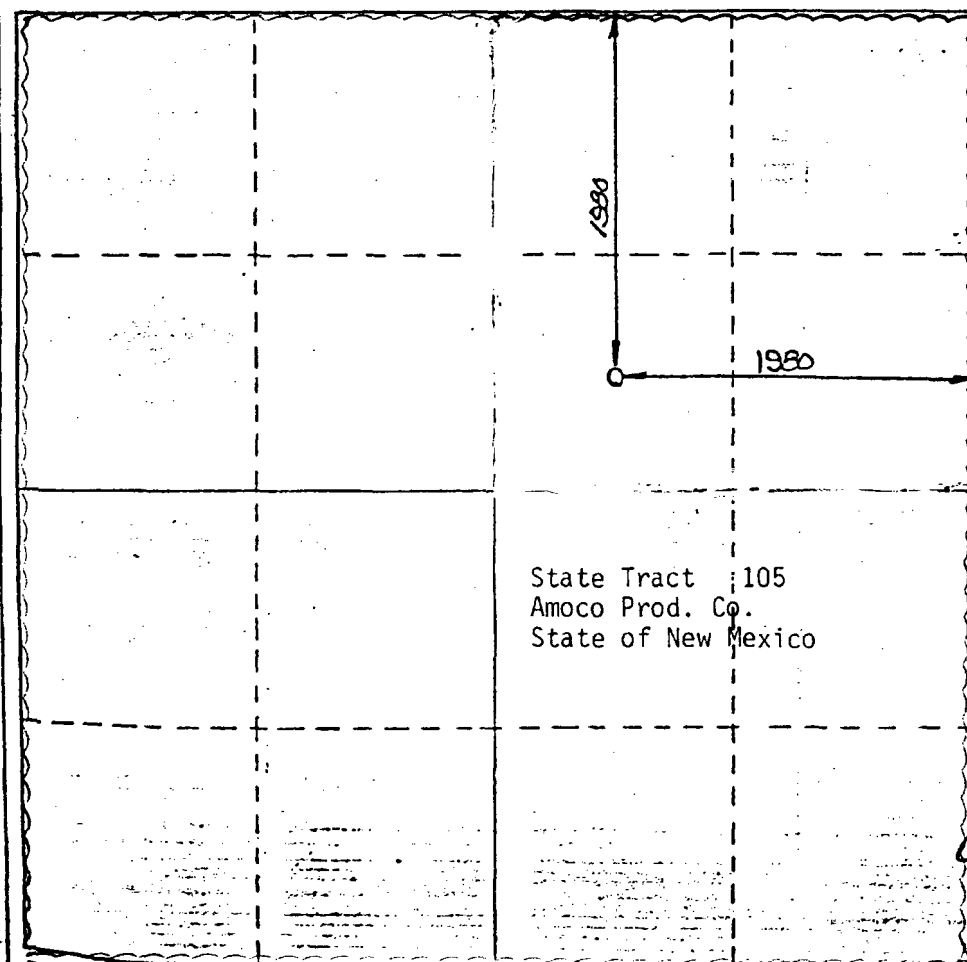 1980
1980
State Tract 105
Amoco Prod. Co.
State of New Mexico